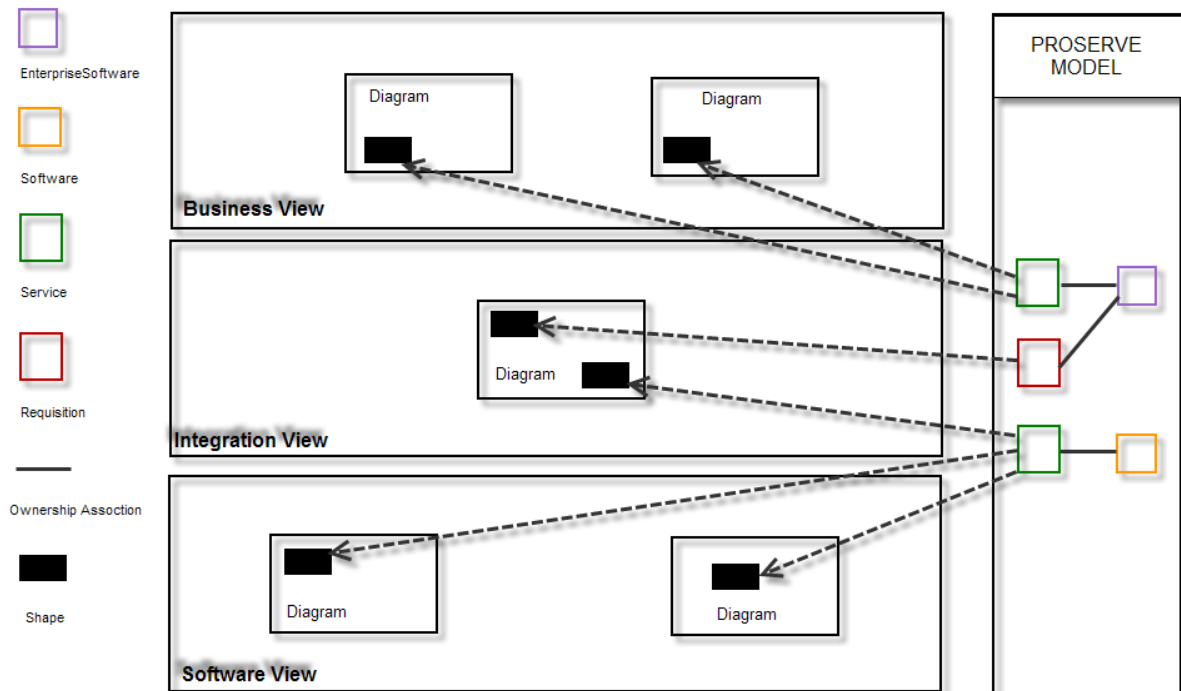 EnterpriseSoftware
Software
Service
Requisition
Ownership Assoction
Shape
Diagram
Diagram
Business View
Diagram
Integration View
Diagram
Diagram
Software View
PROSERVE
MODEL